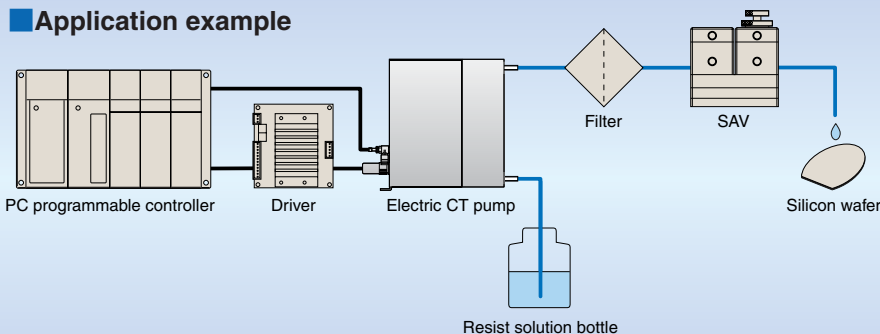 Application example
Filter
SAV
PC programmable controller
Driver
Electric CT pump
Silicon wafer
Resist solution bottle